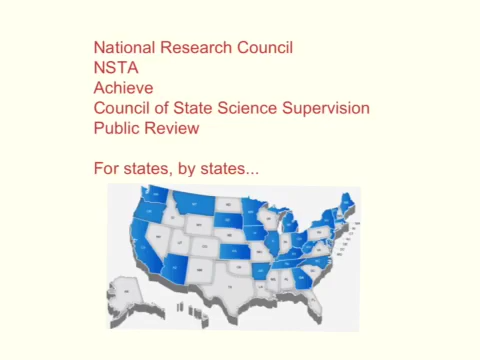 National Research Council
NSTA
Achieve
Council of State Science Supervision
Public Review
For states, by states...